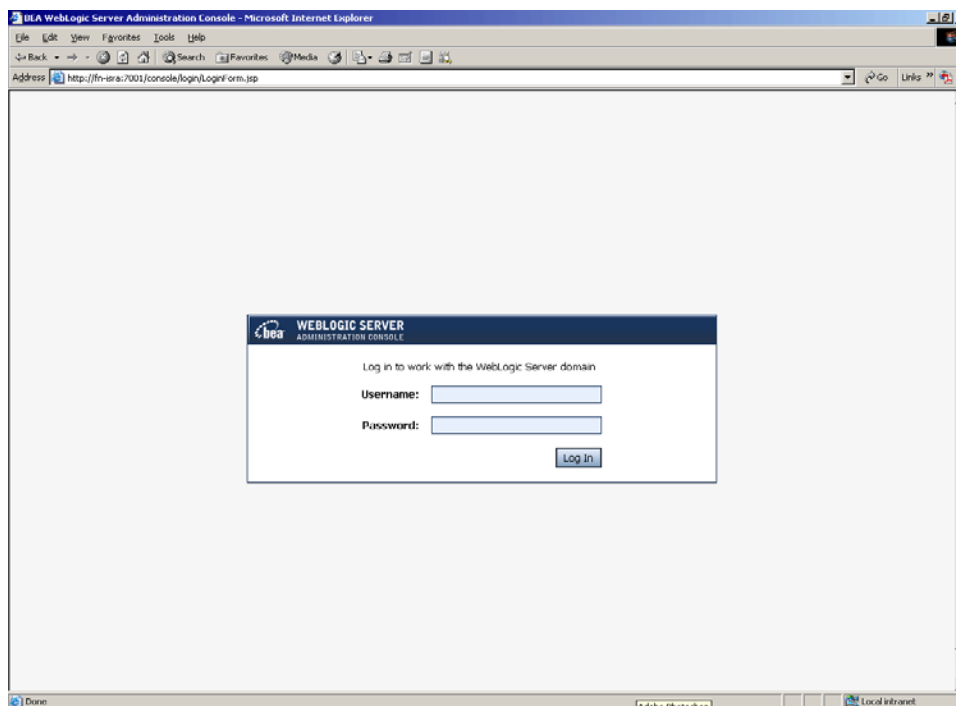 BEA WebLogic Server Administration Console - Microsoft Internet Explorer
File Edit View Favorites Tools Help
Back Search Favorites Media
Address http://fn-isra:7001/console/login/LoginForm.jsp Go Links »
bea WEBLOGIC SERVER
ADMINISTRATION CONSOLE
Log in to work with the WebLogic Server domain
Username:
Password:
Log In
Done Local intranet